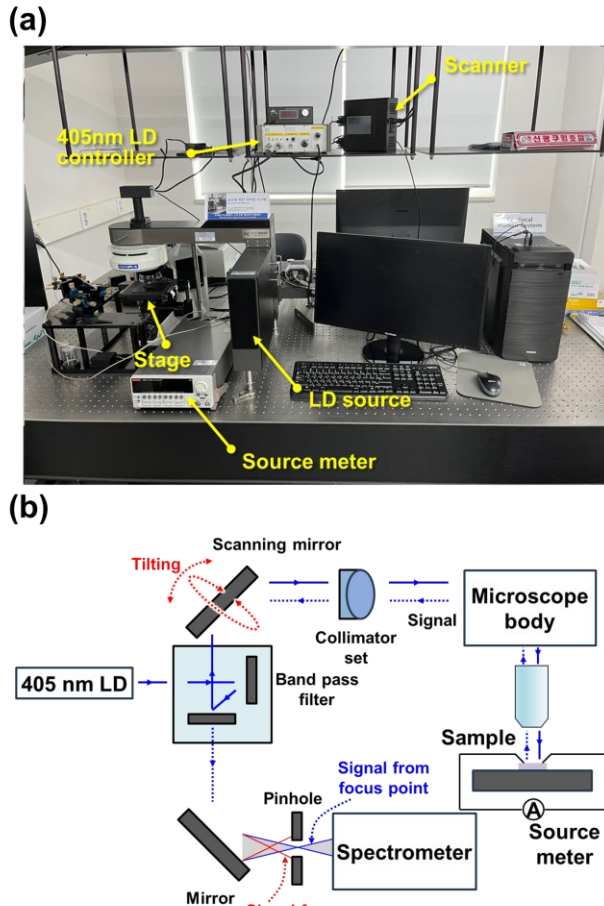 (a)
Scanner
405nm LD
controller
Stage
LD source
Source meter
(b)
Scanning mirror
Tilting
Collimator
set
Signal
Microscope
body
405 nm LD
Band pass
filter
Sample
Signal from
focus point
Pinhole
Spectrometer
A
Source
meter
Mirror